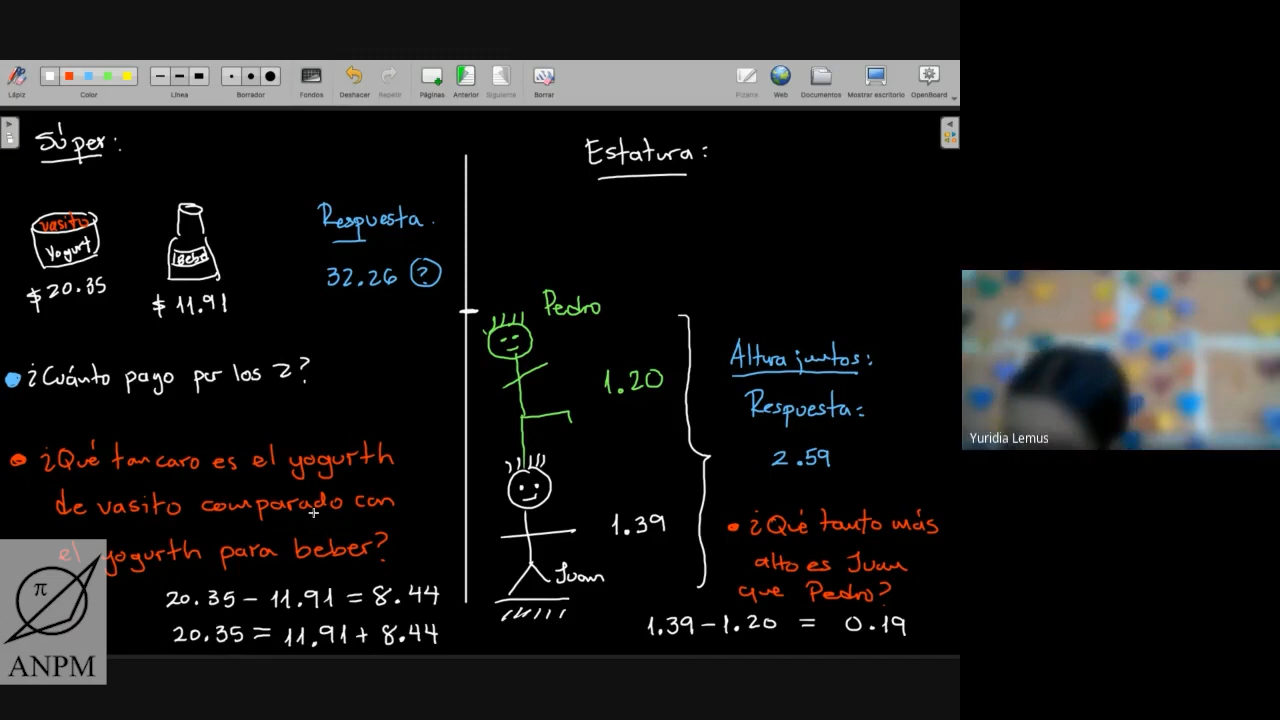 Lápiz
Color
Línea
Borrador
Fondos
Deshacer
Repetir
Páginas
Anterior
Siguiente
Borrar
Pizarra
Web
Documentos
Mostrar escritorio
OpenBoard
Súper:
vasito
Yogurt
$20.35
Bebe
$11.91
Respuesta.
32.26 ?
¿Cuánto pago por los 2?
¿Qué tan caro es el yogurth
de vasito comparado con
el yogurth para beber?
20.35 - 11.91 = 8.44
20.35 = 11.91 + 8.44
Estatura:
Pedro
1.20
1.39
Juan
Altura juntos:
Respuesta:
2.59
¿Qué tanto más
alto es Juan
que Pedro?
1.39 - 1.20 = 0.19
π
ANPM
Yuridia Lemus